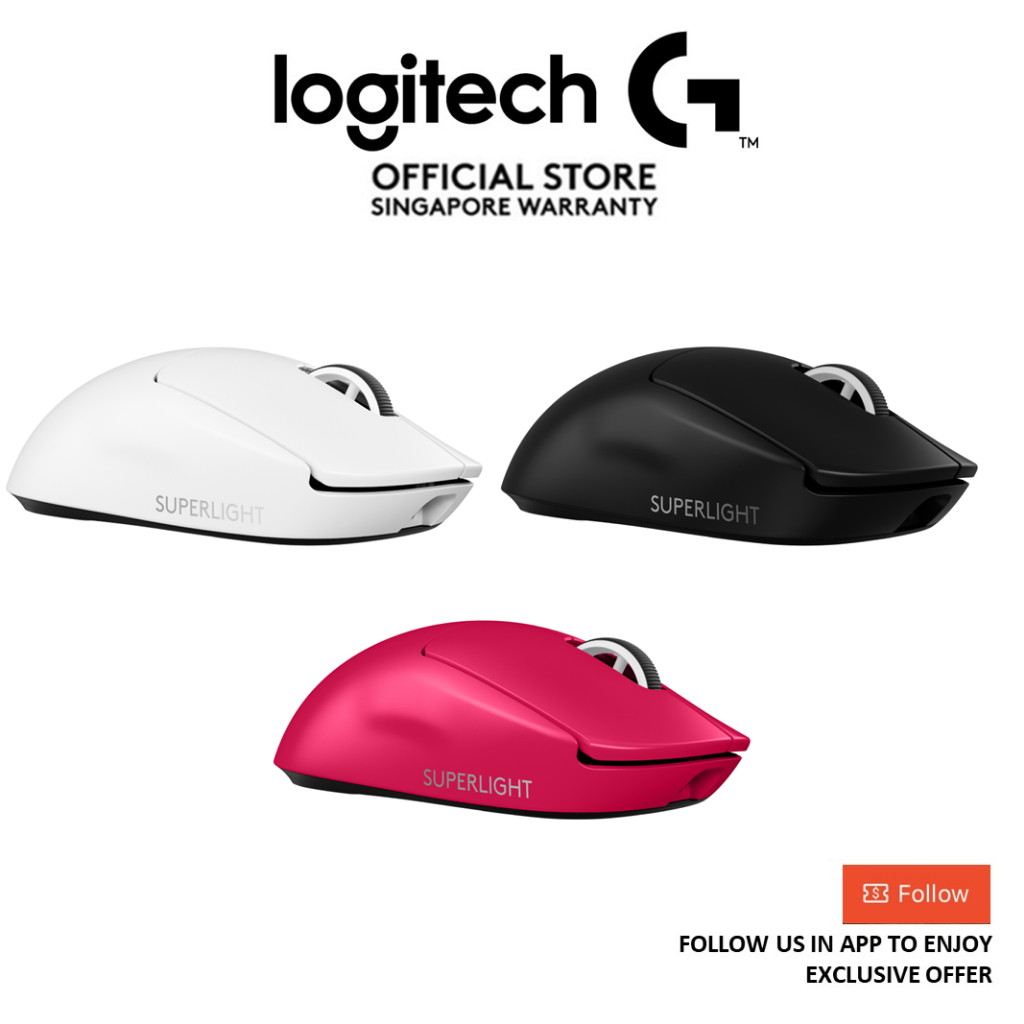 logitech G™
OFFICIAL STORE
SINGAPORE WARRANTY
SUPERLIGHT
SUPERLIGHT
SUPERLIGHT
Follow
FOLLOW US IN APP TO ENJOY
EXCLUSIVE OFFER